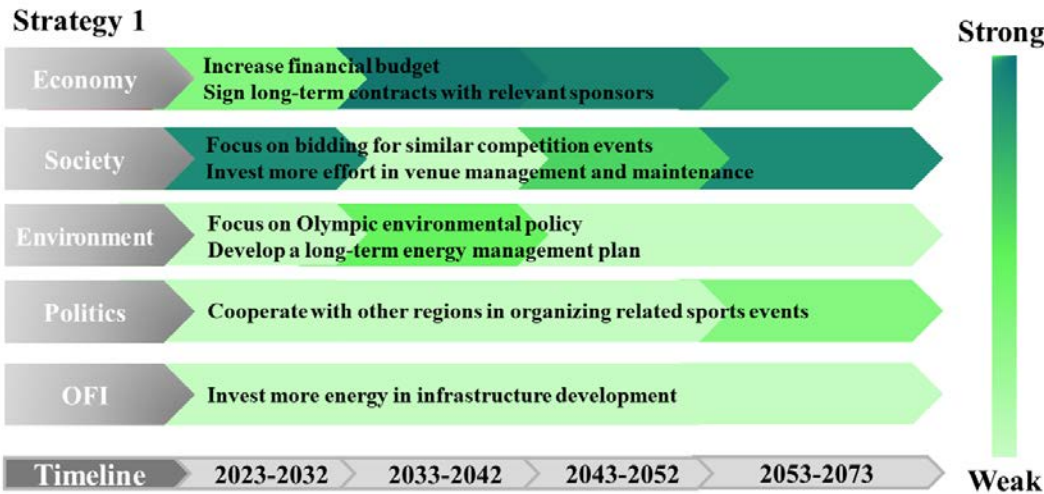 Strategy 1
Strong
Economy
Increase financial budget
Sign long-term contracts with relevant sponsors
Society
Focus on bidding for similar competition events
Invest more effort in venue management and maintenance
Environment
Focus on Olympic environmental policy
Develop a long-term energy management plan
Politics
Cooperate with other regions in organizing related sports events
OFI
Invest more energy in infrastructure development
Timeline
2023-2032
2033-2042
2043-2052
2053-2073
Weak